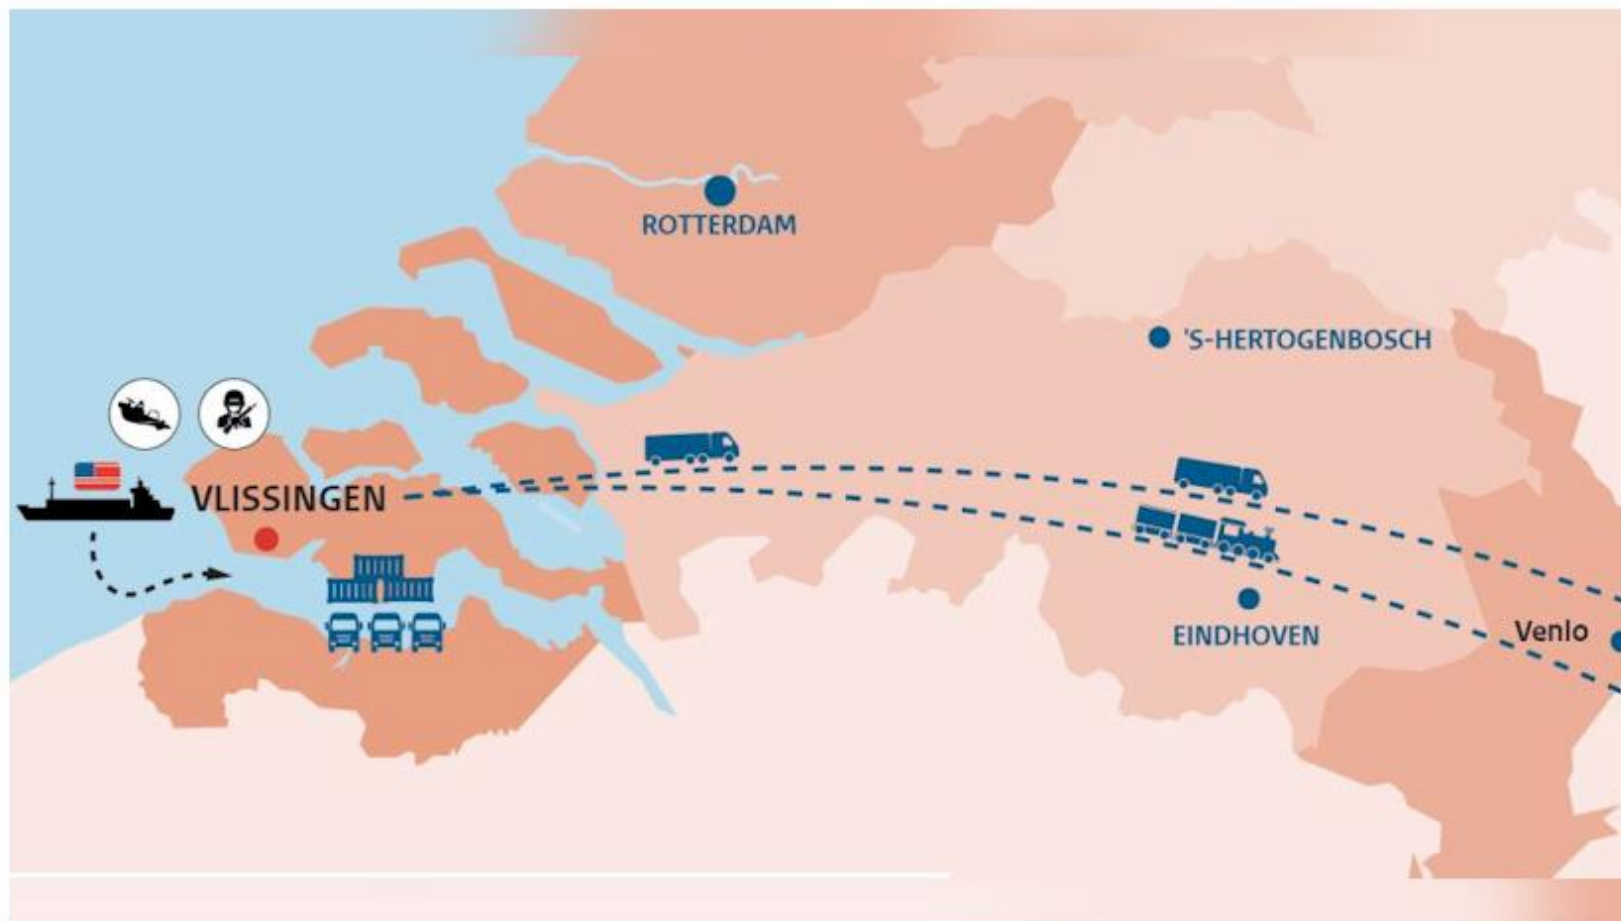 ROTTERDAM
'S-HERTOGENBOSCH
VLISSINGEN
EINDHOVEN
Venlo